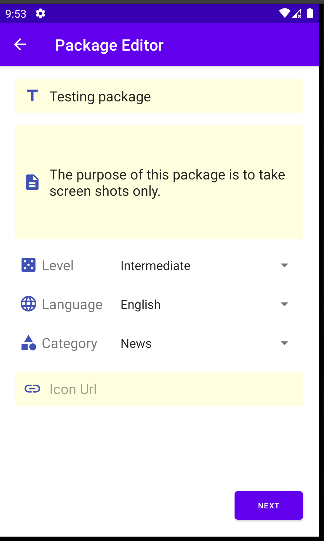 9:53
Package Editor
Testing package
The purpose of this package is to take
screen shots only.
Level Intermediate
Language English
Category News
Icon Url
NEXT